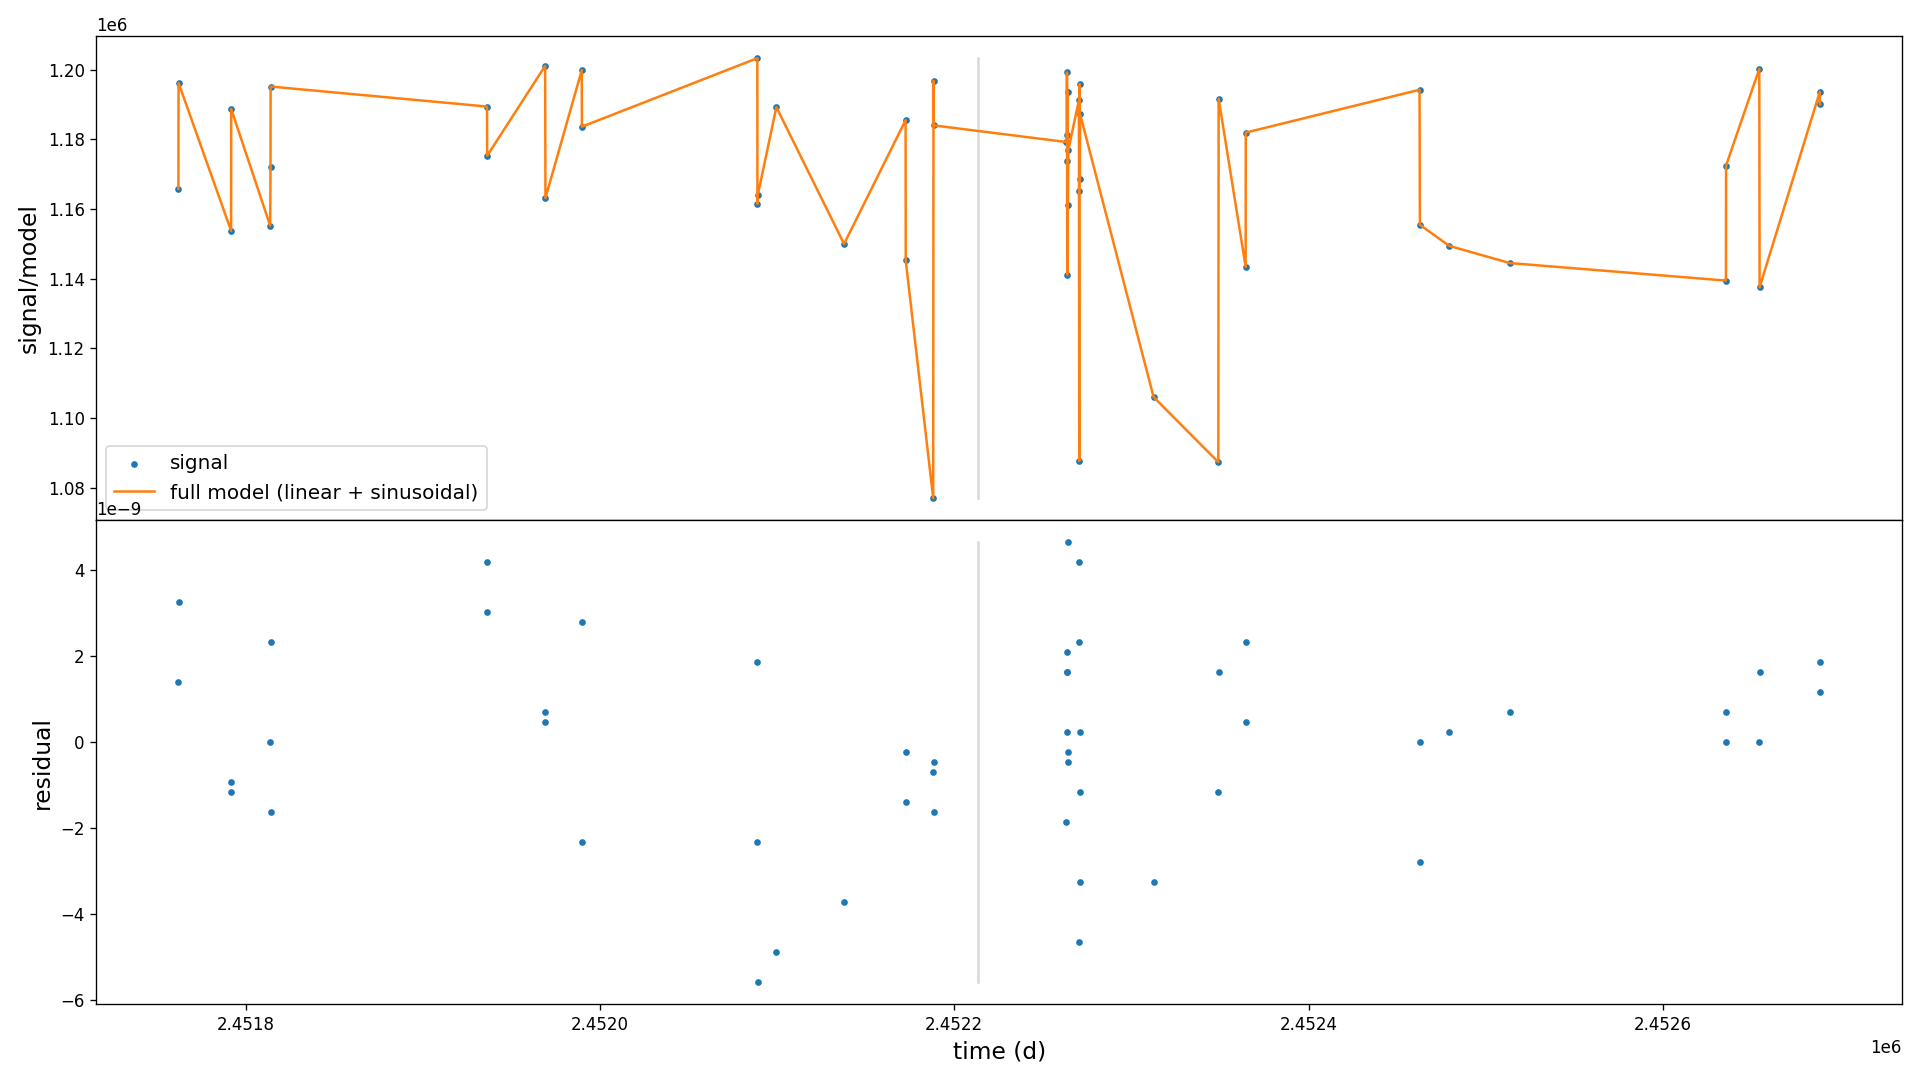 1e6
1.20
1.18
1.16
1.14
1.12
1.10
1.08
signal/model
signal
full model (linear + sinusoidal)
1e−9
4
2
0
−2
−4
−6
residual
2.4518
2.4520
2.4522
2.4524
2.4526
time (d)
1e6